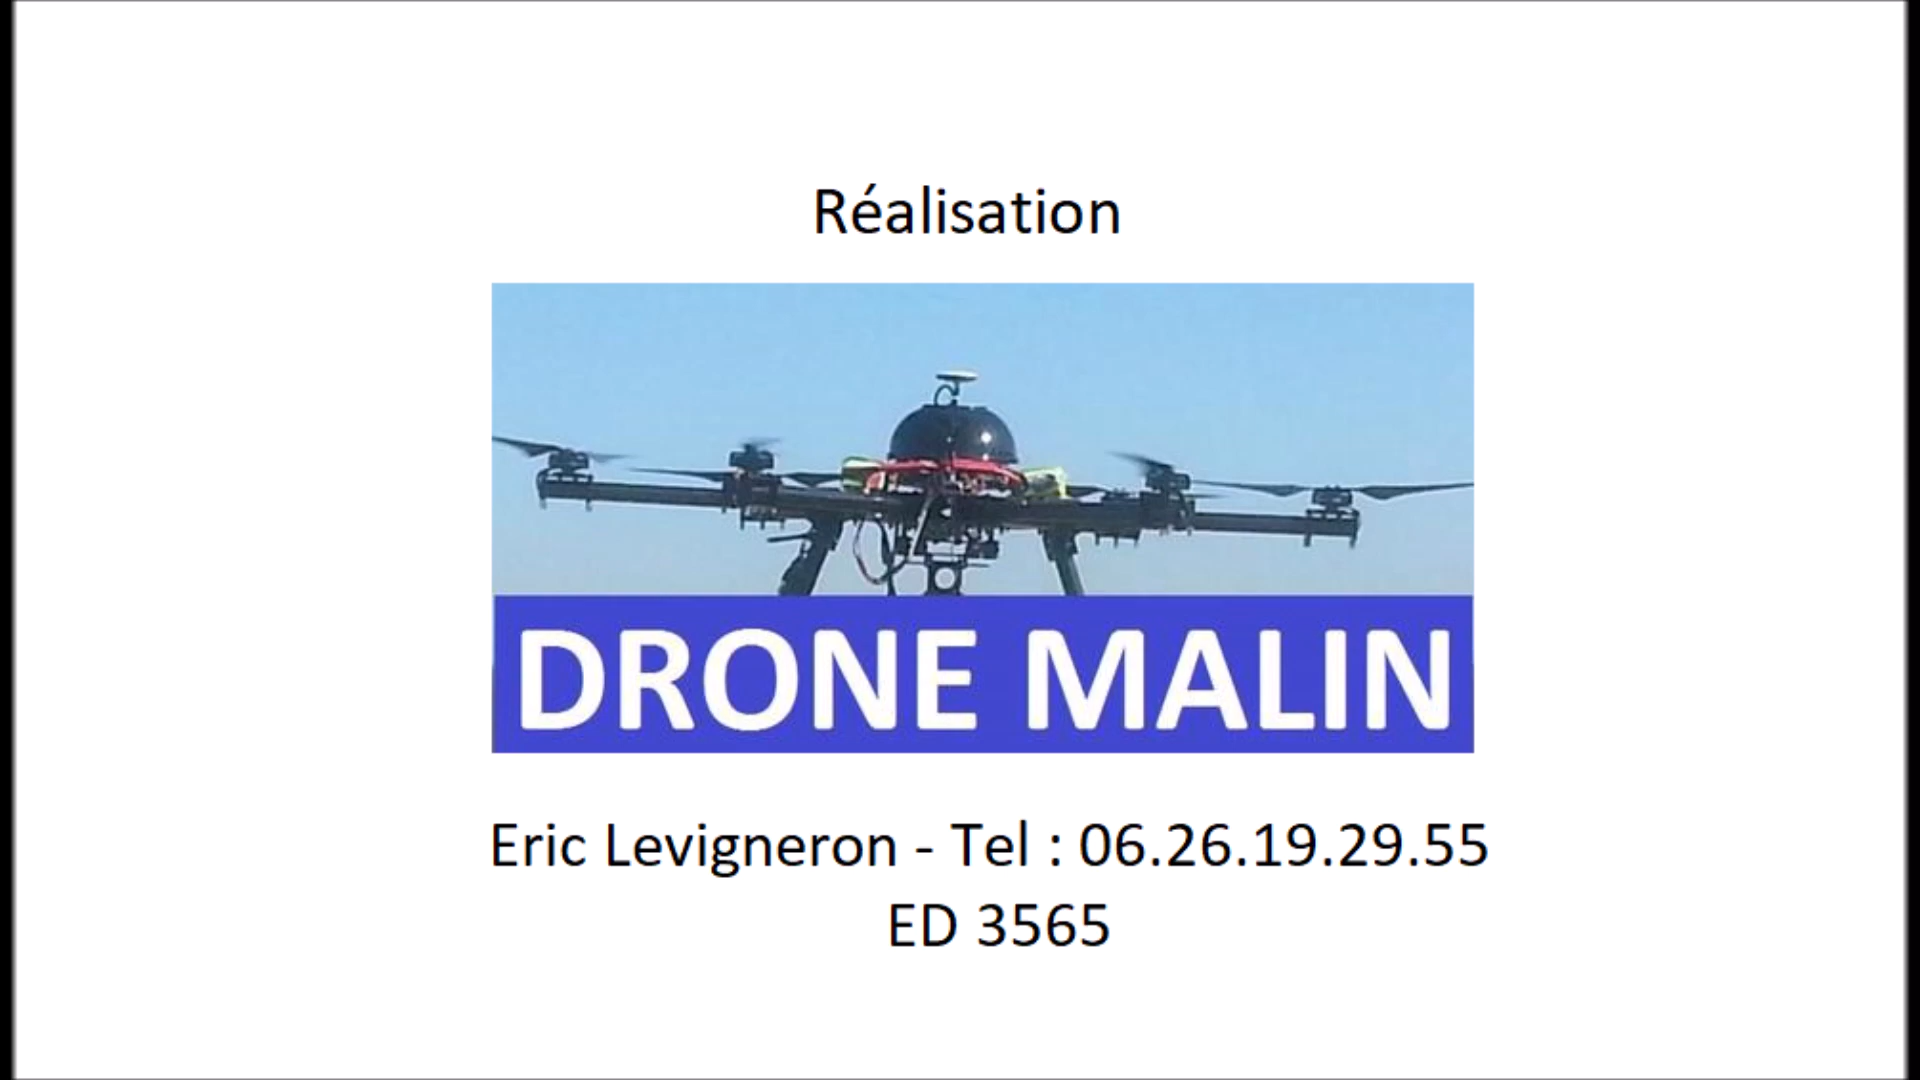 Réalisation
DRONE MALIN
Eric Levigneron - Tel : 06.26.19.29.55
ED 3565